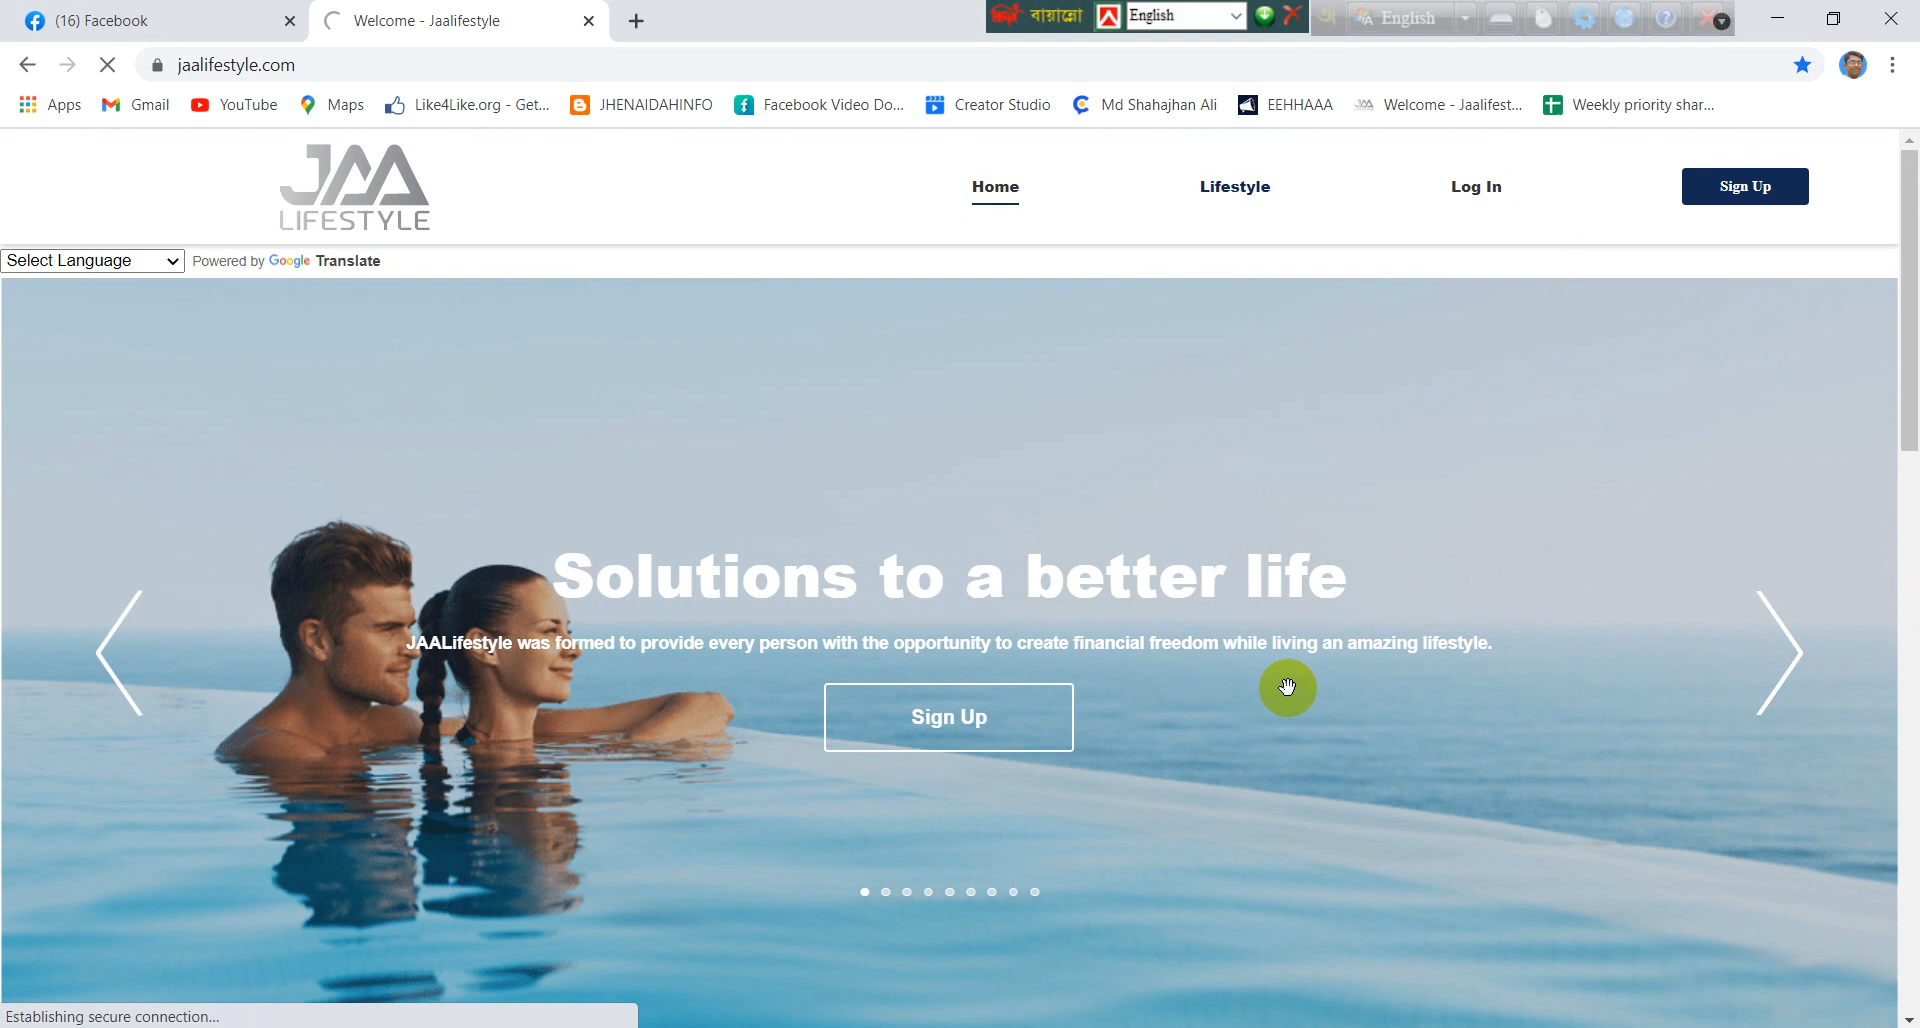 (16) Facebook
Welcome - Jaalifestyle
বায়ান্নো
English
English
jaalifestyle.com
Apps
Gmail
YouTube
Maps
Like4Like.org - Get...
JHENAIDAHINFO
Facebook Video Do...
Creator Studio
Md Shahajhan Ali
EEHHAAA
Welcome - Jaalifest...
Weekly priority shar...
JAA
LIFESTYLE
Home
Lifestyle
Log In
Sign Up
Select Language
Powered by Google Translate
Solutions to a better life
JAALifestyle was formed to provide every person with the opportunity to create financial freedom while living an amazing lifestyle.
Sign Up
Establishing secure connection...